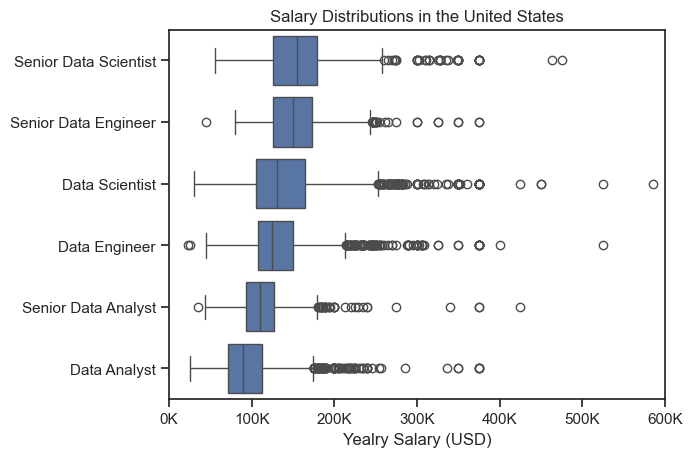 Salary Distributions in the United States
Senior Data Scientist
Senior Data Engineer
Data Scientist
Data Engineer
Senior Data Analyst
Data Analyst
0K 100K 200K 300K 400K 500K 600K
Yealry Salary (USD)